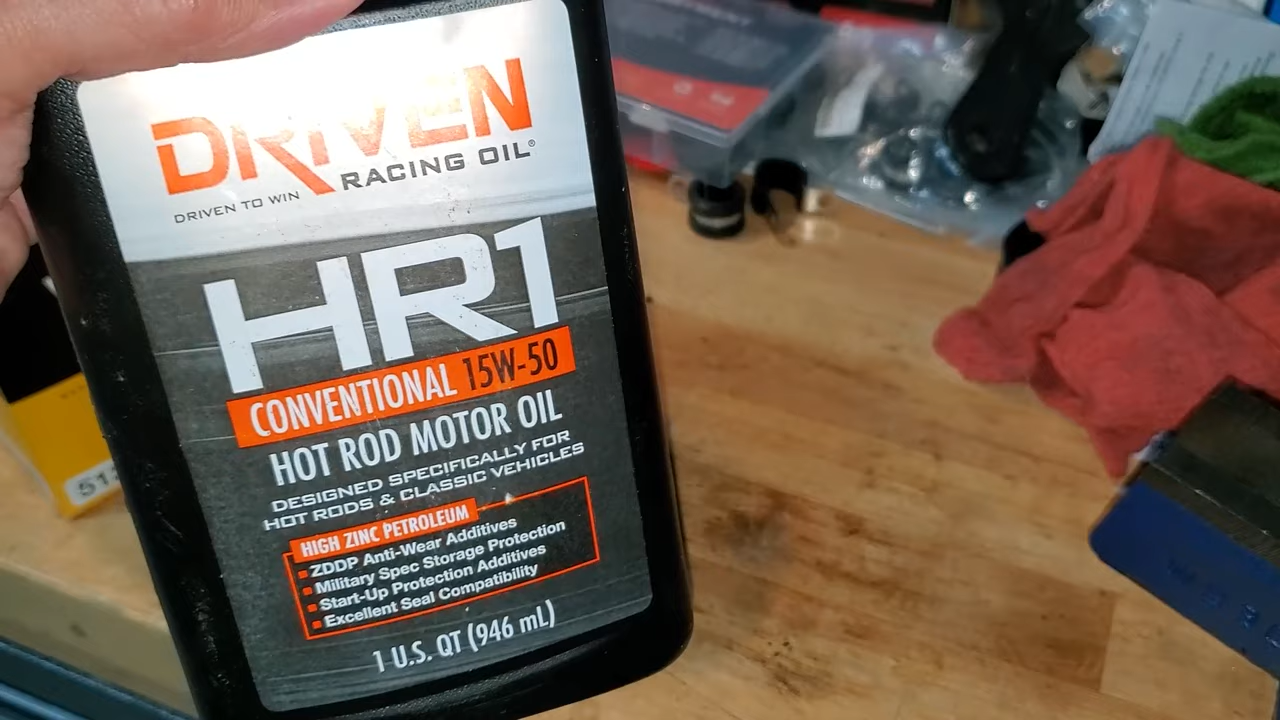 DRIVEN
RACING OIL®
DRIVEN TO WIN
HR1
CONVENTIONAL 15W-50
HOT ROD MOTOR OIL
DESIGNED SPECIFICALLY FOR
HOT RODS & CLASSIC VEHICLES
HIGH ZINC PETROLEUM
ZDDP Anti-Wear Additives
Military Spec Storage Protection
Start-Up Protection Additives
Excellent Seal Compatibility
1 U.S. QT (946 mL)